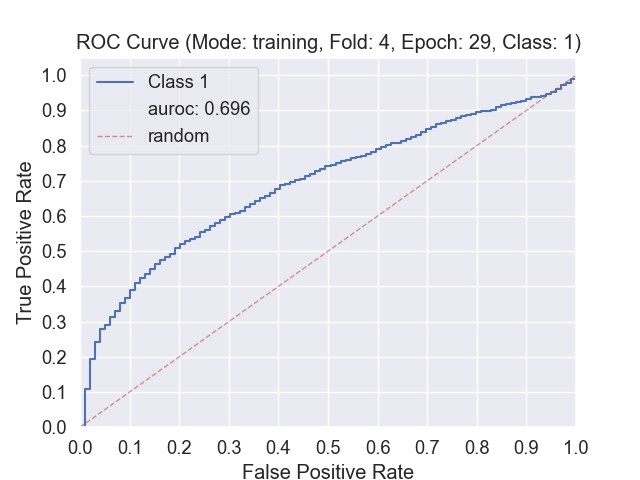 ROC Curve (Mode: training, Fold: 4, Epoch: 29, Class: 1)
Class 1
auroc: 0.696
random
True Positive Rate
1.0
0.9
0.8
0.7
0.6
0.5
0.4
0.3
0.2
0.1
0.0
0.0 0.1 0.2 0.3 0.4 0.5 0.6 0.7 0.8 0.9 1.0
False Positive Rate